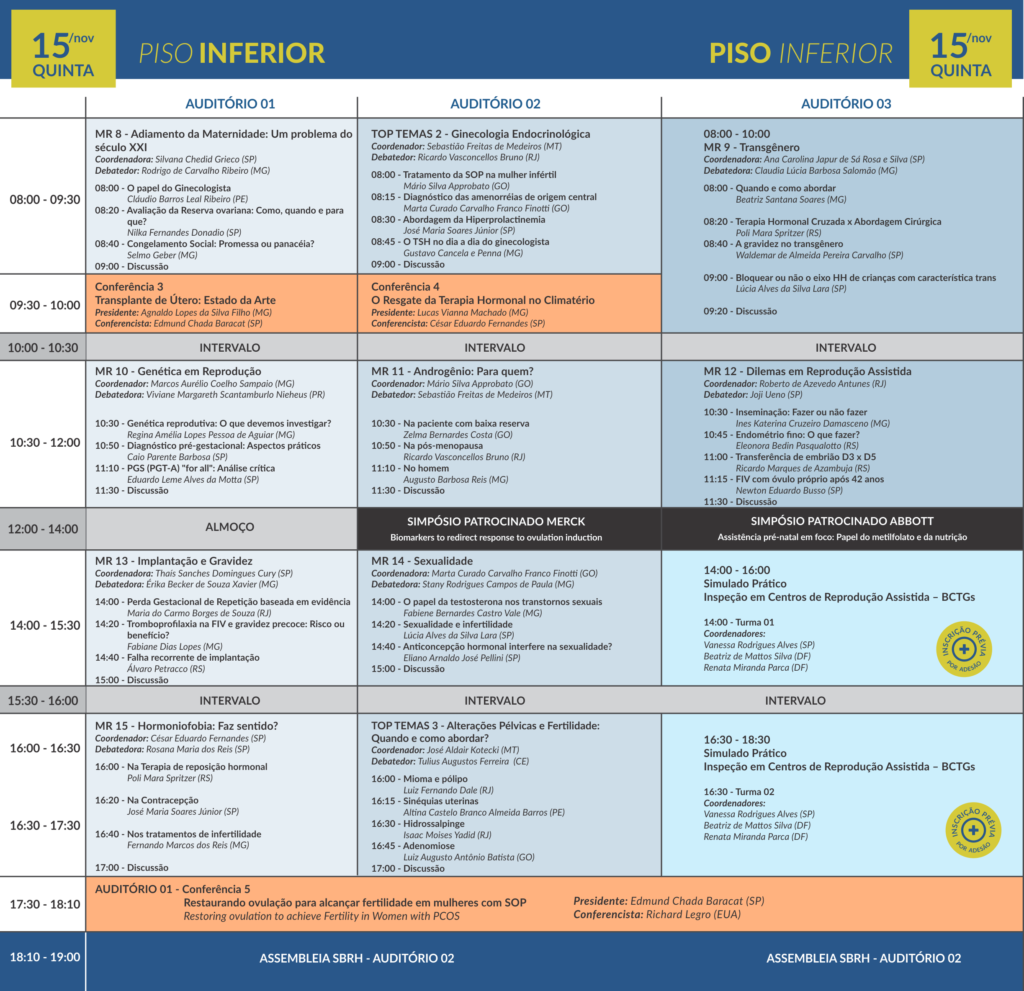 15/nov
QUINTA
PISO INFERIOR
PISO INFERIOR
15/nov
QUINTA
AUDITÓRIO 01
AUDITÓRIO 02
AUDITÓRIO 03
08:00 - 09:30
MR 8 - Adiamento da Maternidade: Um problema do
século XXI
Coordenadora: Silvana Chedid Grieco (SP)
Debatedor: Rodrigo de Carvalho Ribeiro (MG)
08:00 - O papel do Ginecologista
Cláudio Barros Leal Ribeiro (PE)
08:20 - Avaliação da Reserva ovariana: Como, quando e para
que?
Nilka Fernandes Donadio (SP)
08:40 - Congelamento Social: Promessa ou panacéia?
Selmo Geber (MG)
09:00 - Discussão
TOP TEMAS 2 - Ginecologia Endocrinológica
Coordenador: Sebastião Freitas de Medeiros (MT)
Debatedor: Ricardo Vasconcellos Bruno (RJ)
08:00 - Tratamento da SOP na mulher infértil
Mário Silva Approbato (GO)
08:15 - Diagnóstico das amenorréias de origem central
Marta Curado Carvalho Franco Finotti (GO)
08:30 - Abordagem da Hiperprolactinemia
José Maria Soares Júnior (SP)
08:45 - O TSH no dia a dia do ginecologista
Gustavo Cancela e Penna (MG)
09:00 - Discussão
08:00 - 10:00
MR 9 - Transgênero
Coordenadora: Ana Carolina Japur de Sá Rosa e Silva (SP)
Debatedora: Claudia Lúcia Barbosa Salomão (MG)
08:00 - Quando e como abordar
Beatriz Santana Soares (MG)
08:20 - Terapia Hormonal Cruzada x Abordagem Cirúrgica
Poli Mara Spritzer (RS)
08:40 - A gravidez no transgênero
Waldemar de Almeida Pereira Carvalho (SP)
09:00 - Bloquear ou não o eixo HH de crianças com característica trans
Lúcia Alves da Silva Lara (SP)
09:20 - Discussão
09:30 - 10:00
Conferência 3
Transplante de Útero: Estado da Arte
Presidente: Agnaldo Lopes da Silva Filho (MG)
Conferencista: Edmund Chada Baracat (SP)
Conferência 4
O Resgate da Terapia Hormonal no Climatério
Presidente: Lucas Vianna Machado (MG)
Conferencista: César Eduardo Fernandes (SP)
10:00 - 10:30
INTERVALO
INTERVALO
INTERVALO
10:30 - 12:00
MR 10 - Genética em Reprodução
Coordenador: Marcos Aurélio Coelho Sampaio (MG)
Debatedora: Viviane Margareth Scantamburlo Nieheus (PR)
10:30 - Genética reprodutiva: O que devemos investigar?
Regina Amélia Lopes Pessoa de Aguiar (MG)
10:50 - Diagnóstico pré-gestacional: Aspectos práticos
Caio Parente Barbosa (SP)
11:10 - PGS (PGT-A) "for all": Análise crítica
Eduardo Leme Alves da Motta (SP)
11:30 - Discussão
MR 11 - Androgênio: Para quem?
Coordenador: Mário Silva Approbato (GO)
Debatedor: Sebastião Freitas de Medeiros (MT)
10:30 - Na paciente com baixa reserva
Zelma Bernardes Costa (GO)
10:50 - Na pós-menopausa
Ricardo Vasconcellos Bruno (RJ)
11:10 - No homem
Augusto Barbosa Reis (MG)
11:30 - Discussão
MR 12 - Dilemas em Reprodução Assistida
Coordenador: Roberto de Azevedo Antunes (RJ)
Debatedor: Joji Ueno (SP)
10:30 - Inseminação: Fazer ou não fazer
Ines Katerina Cruzeiro Damasceno (MG)
10:45 - Endométrio fino: O que fazer?
Eleonora Bedin Pasqualotto (RS)
11:00 - Transferência de embrião D3 x D5
Ricardo Marques de Azambuja (RS)
11:15 - FIV com óvulo próprio após 42 anos
Newton Eduardo Busso (SP)
11:30 - Discussão
12:00 - 14:00
ALMOÇO
SIMPÓSIO PATROCINADO MERCK
Biomarkers to redirect response to ovulation induction
SIMPÓSIO PATROCINADO ABBOTT
Assistência pré-natal em foco: Papel do metilfolato e da nutrição
14:00 - 15:30
MR 13 - Implantação e Gravidez
Coordenadora: Thais Sanches Domingues Cury (SP)
Debatedora: Érika Becker de Souza Xavier (MG)
14:00 - Perda Gestacional de Repetição baseada em evidência
Maria do Carmo Borges de Souza (RJ)
14:20 - Tromboprofilaxia na FIV e gravidez precoce: Risco ou
benefício?
Fabiane Dias Lopes (MG)
14:40 - Falha recorrente de implantação
Álvaro Petracco (RS)
15:00 - Discussão
MR 14 - Sexualidade
Coordenadora: Marta Curado Carvalho Franco Finotti (GO)
Debatedora: Stany Rodrigues Campos de Paula (MG)
14:00 - O papel da testosterona nos transtornos sexuais
Fabiene Bernardes Castro Vale (MG)
14:20 - Sexualidade e infertilidade
Lúcia Alves da Silva Lara (SP)
14:40 - Anticoncepção hormonal interfere na sexualidade?
Eliano Arnaldo José Pellini (SP)
15:00 - Discussão
14:00 - 16:00
Simulado Prático
Inspeção em Centros de Reprodução Assistida – BCTGs
14:00 - Turma 01
Coordenadores:
Vanessa Rodrigues Alves (SP)
Beatriz de Mattos Silva (DF)
Renata Miranda Parca (DF)
INSCRIÇÃO PRÉVIA
POR ADESÃO
15:30 - 16:00
INTERVALO
INTERVALO
INTERVALO
16:00 - 16:30
16:30 - 17:30
MR 15 - Hormoniofobia: Faz sentido?
Coordenador: César Eduardo Fernandes (SP)
Debatedora: Rosana Maria dos Reis (SP)
16:00 - Na Terapia de reposição hormonal
Poli Mara Spritzer (RS)
16:20 - Na Contracepção
José Maria Soares Júnior (SP)
16:40 - Nos tratamentos de infertilidade
Fernando Marcos dos Reis (MG)
17:00 - Discussão
TOP TEMAS 3 - Alterações Pélvicas e Fertilidade:
Quando e como abordar?
Coordenador: José Aldair Kotecki (MT)
Debatedor: Tulius Augustos Ferreira (CE)
16:00 - Mioma e pólipo
Luiz Fernando Dale (RJ)
16:15 - Sinéquias uterinas
Altina Castelo Branco Almeida Barros (PE)
16:30 - Hidrossalpinge
Isaac Moises Yadid (RJ)
16:45 - Adenomiose
Luiz Augusto Antônio Batista (GO)
17:00 - Discussão
16:30 - 18:30
Simulado Prático
Inspeção em Centros de Reprodução Assistida – BCTGs
16:30 - Turma 02
Coordenadores:
Vanessa Rodrigues Alves (SP)
Beatriz de Mattos Silva (DF)
Renata Miranda Parca (DF)
INSCRIÇÃO PRÉVIA
POR ADESÃO
17:30 - 18:10
AUDITÓRIO 01 - Conferência 5
Restaurando ovulação para alcançar fertilidade em mulheres com SOP
Restoring ovulation to achieve Fertility in Women with PCOS
Presidente: Edmund Chada Baracat (SP)
Conferencista: Richard Legro (EUA)
18:10 - 19:00
ASSEMBLEIA SBRH - AUDITÓRIO 02
ASSEMBLEIA SBRH - AUDITÓRIO 02